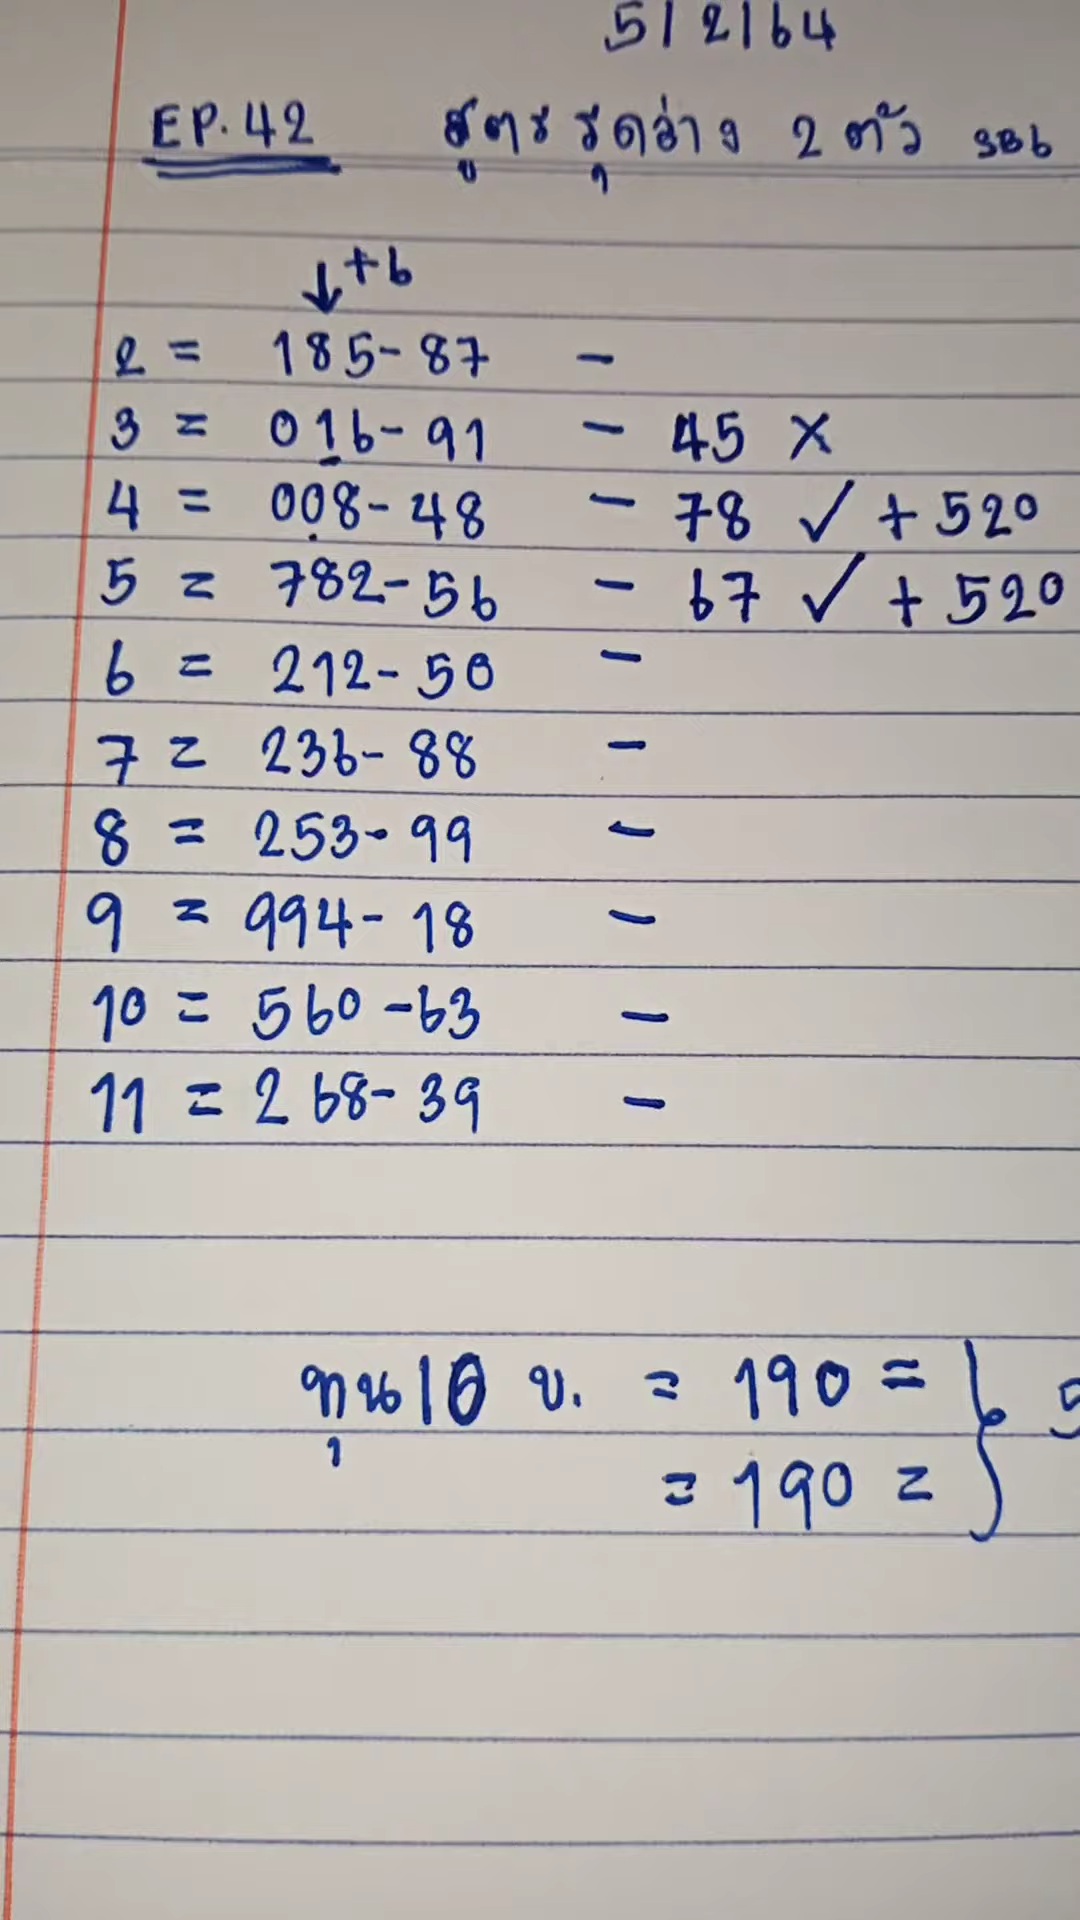 5/2/64
EP.42 สูตรรูดล่าง 2 ตัว
↓+6
2 = 185-87 -
3 = 016-91 - 45 ×
4 = 008-48 - 78 ✓ + 520
5 = 782-56 - 67 ✓ + 520
6 = 212-50 -
7 = 236-88 -
8 = 253-99 -
9 = 994-18 -
10 = 560-63 -
11 = 268-39 -
ทุน10 บ. = 190 =
= 190 =